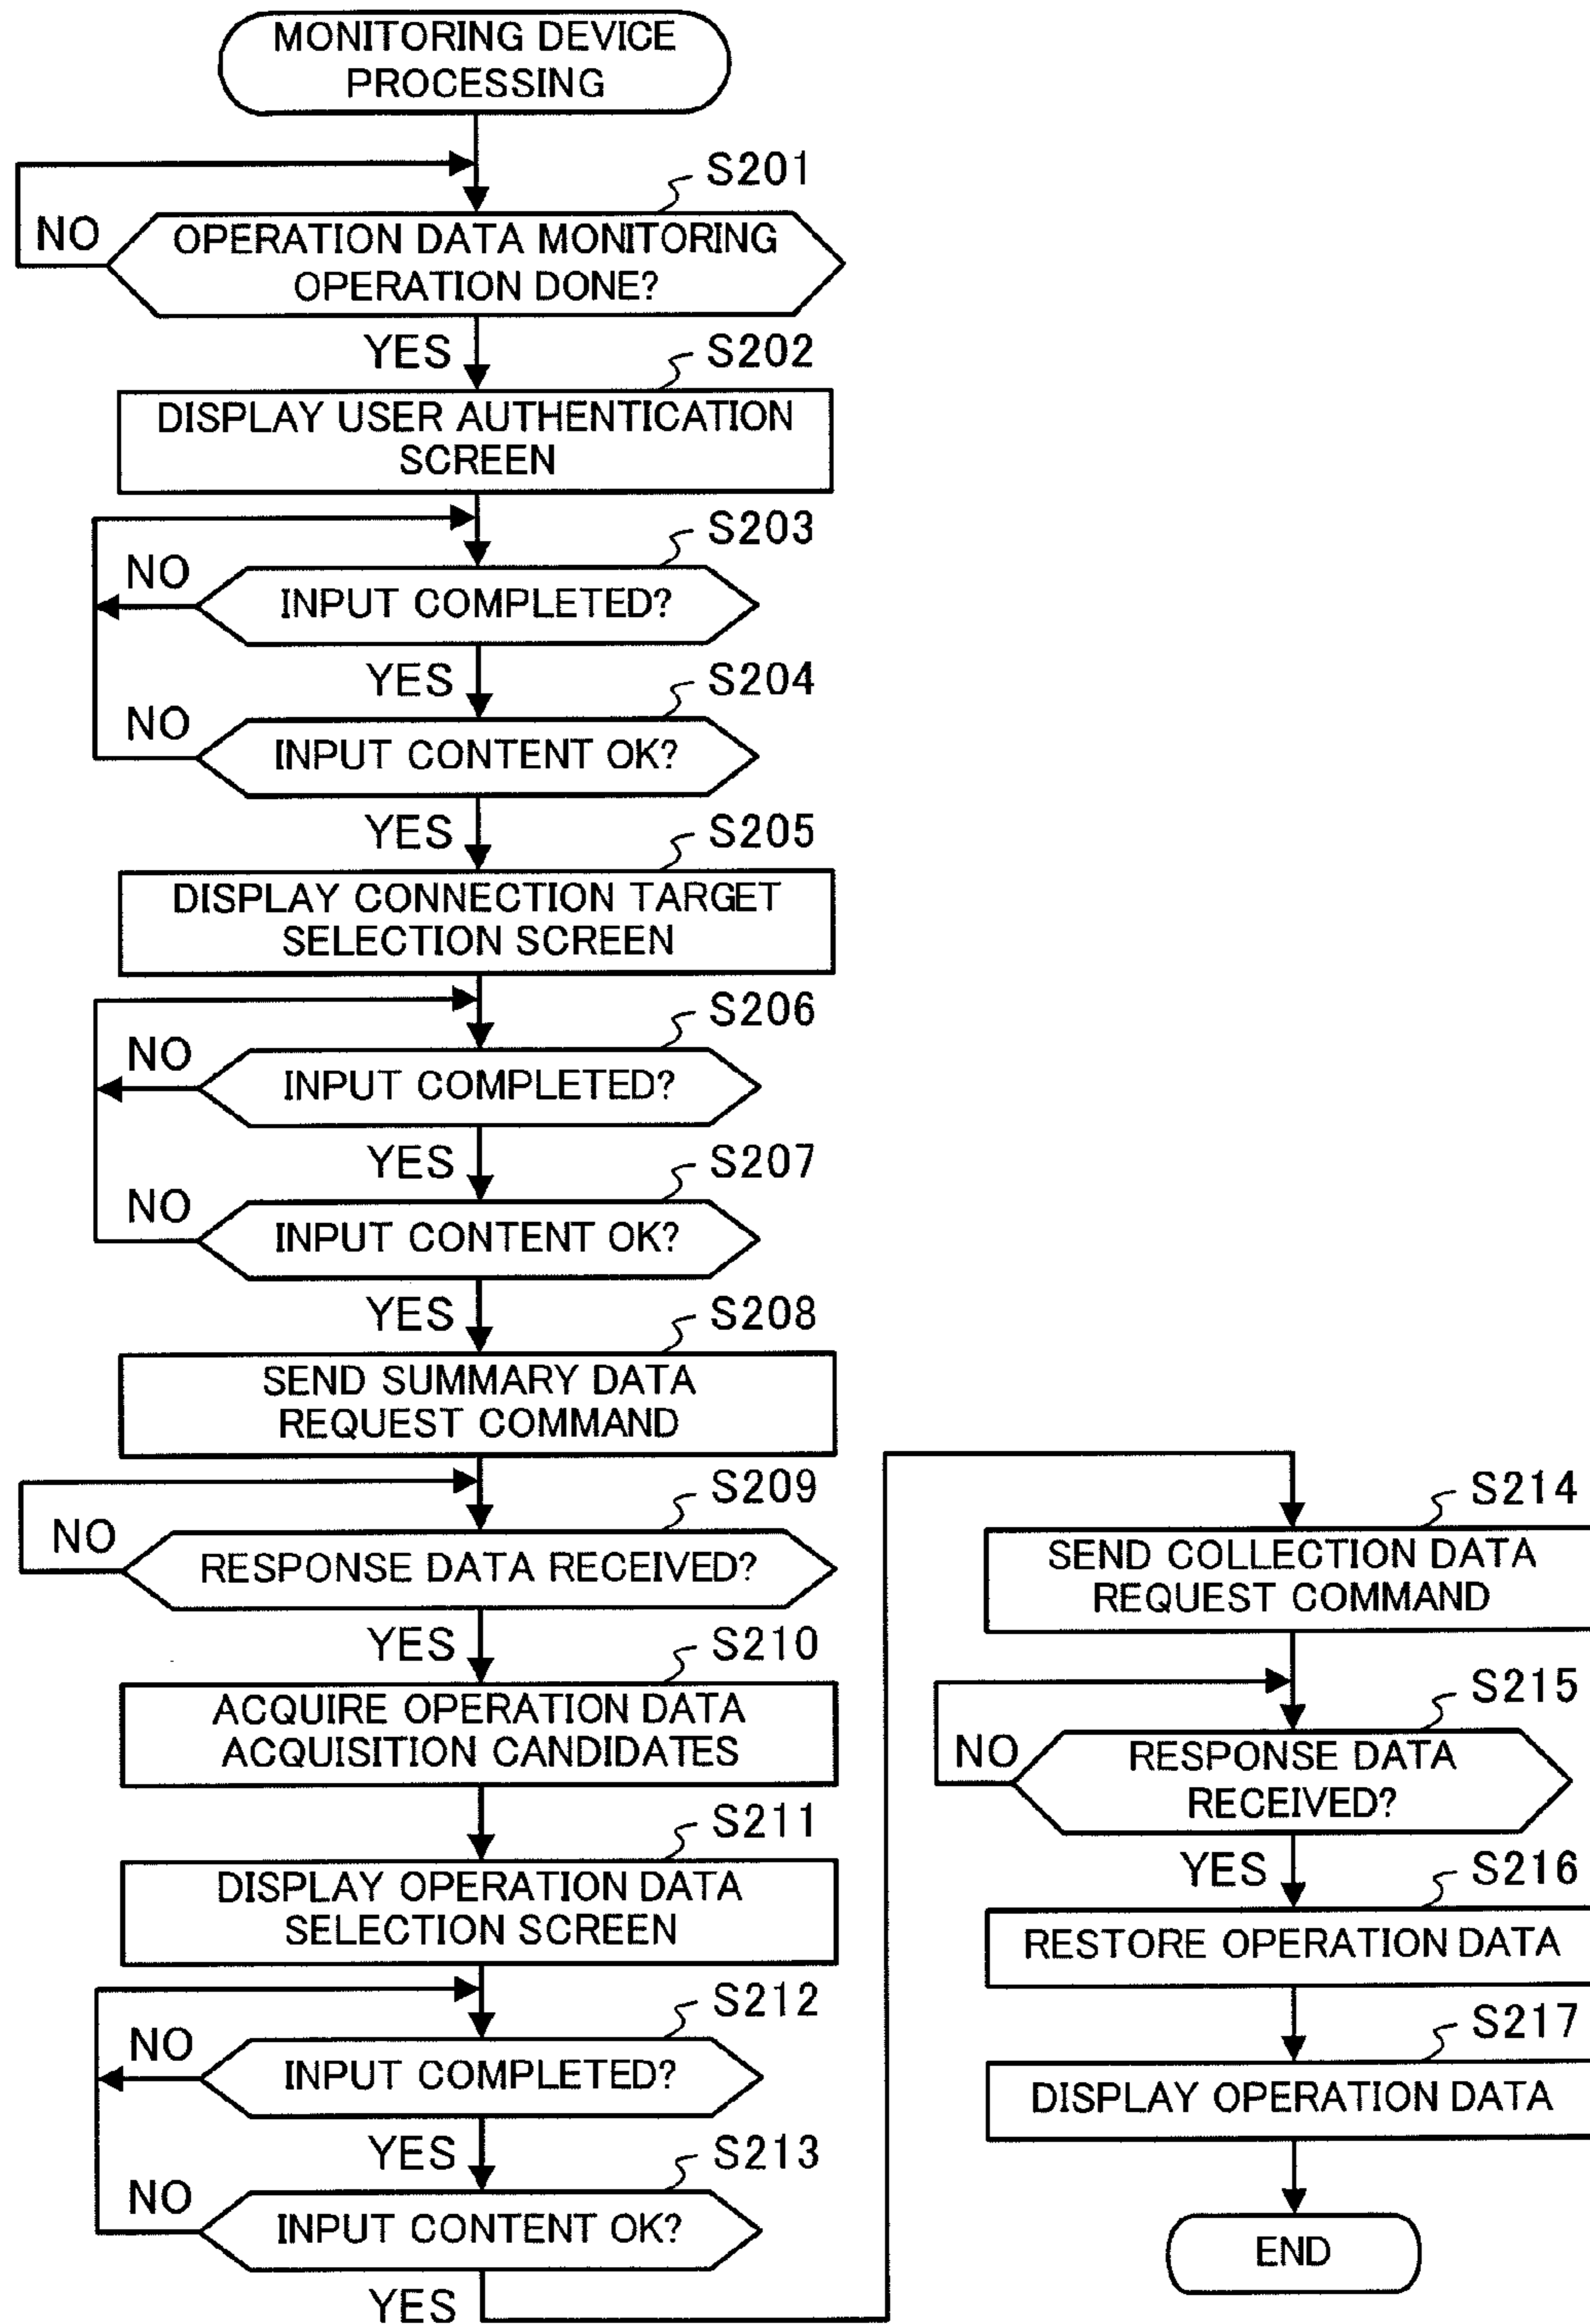 MONITORING DEVICE
PROCESSING
S201
NO
OPERATION DATA MONITORING
OPERATION DONE?
YES
S202
DISPLAY USER AUTHENTICATION
SCREEN
S203
NO
INPUT COMPLETED?
YES
S204
NO
INPUT CONTENT OK?
YES
S205
DISPLAY CONNECTION TARGET
SELECTION SCREEN
S206
NO
INPUT COMPLETED?
YES
S207
NO
INPUT CONTENT OK?
YES
S208
SEND SUMMARY DATA
REQUEST COMMAND
S209
NO
RESPONSE DATA RECEIVED?
YES
S210
ACQUIRE OPERATION DATA
ACQUISITION CANDIDATES
S211
DISPLAY OPERATION DATA
SELECTION SCREEN
S212
NO
INPUT COMPLETED?
YES
S213
NO
INPUT CONTENT OK?
YES
S214
SEND COLLECTION DATA
REQUEST COMMAND
S215
NO
RESPONSE DATA
RECEIVED?
YES
S216
RESTORE OPERATION DATA
S217
DISPLAY OPERATION DATA
END